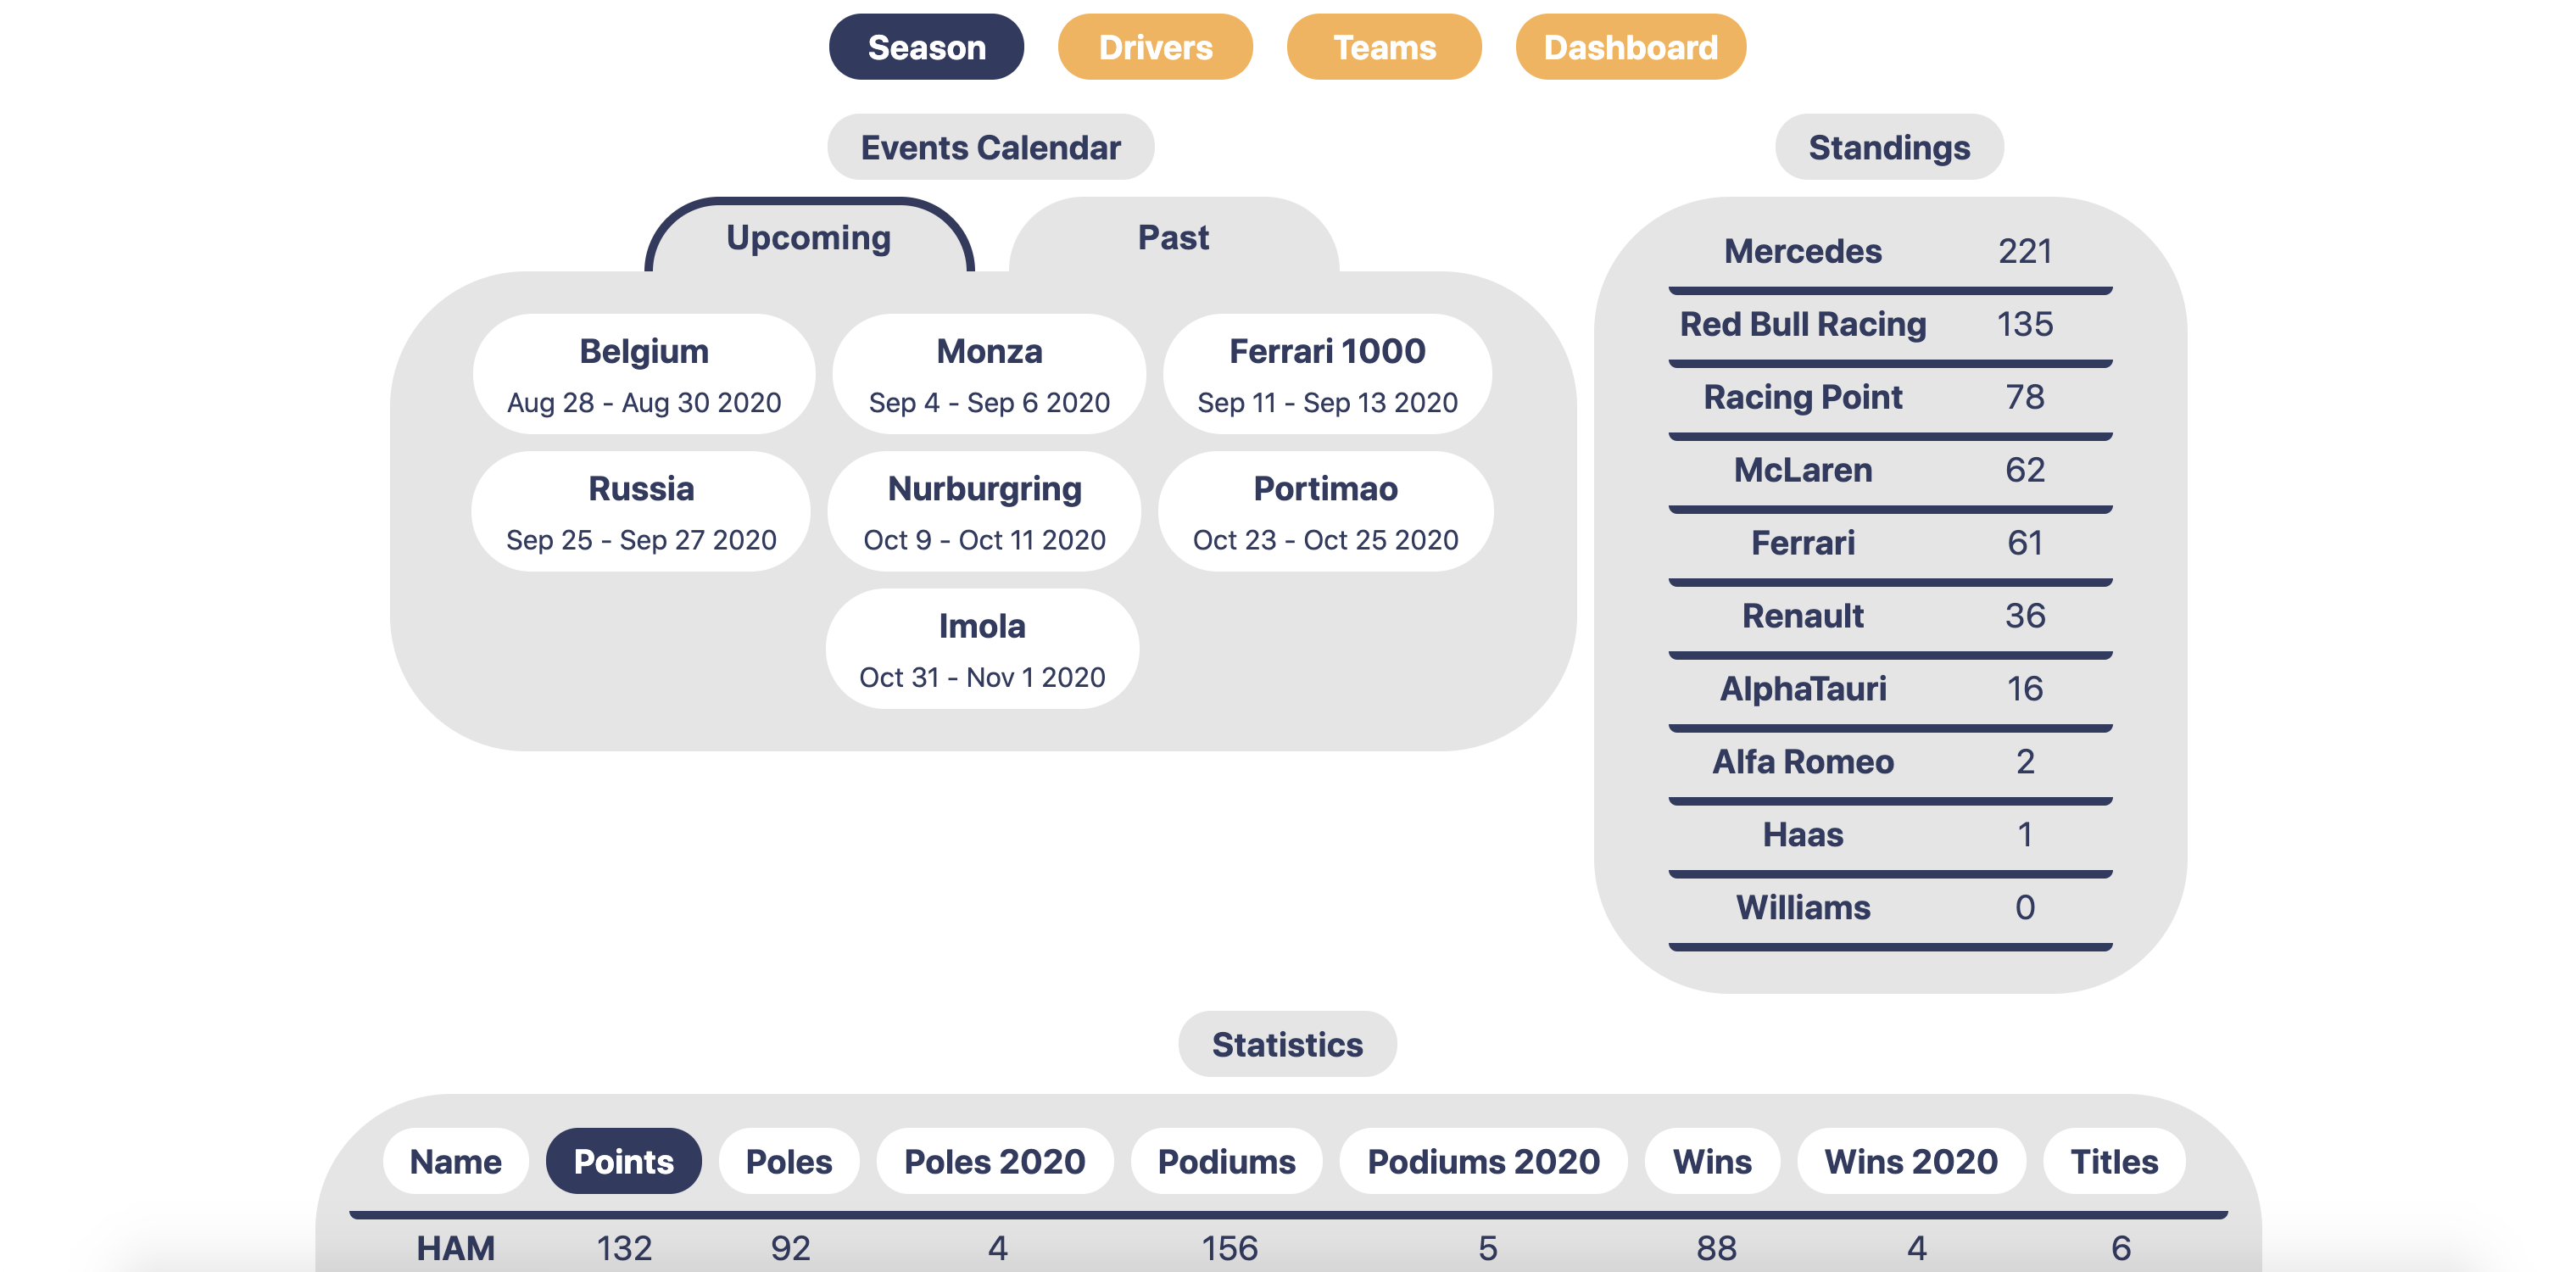 Season Drivers Teams Dashboard
Events Calendar
Upcoming Past
Belgium
Aug 28 - Aug 30 2020
Monza
Sep 4 - Sep 6 2020
Ferrari 1000
Sep 11 - Sep 13 2020
Russia
Sep 25 - Sep 27 2020
Nurburgring
Oct 9 - Oct 11 2020
Portimao
Oct 23 - Oct 25 2020
Imola
Oct 31 - Nov 1 2020
Standings
Mercedes 221
Red Bull Racing 135
Racing Point 78
McLaren 62
Ferrari 61
Renault 36
AlphaTauri 16
Alfa Romeo 2
Haas 1
Williams 0
Statistics
Name Points Poles Poles 2020 Podiums Podiums 2020 Wins Wins 2020 Titles
HAM 132 92 4 156 5 88 4 6